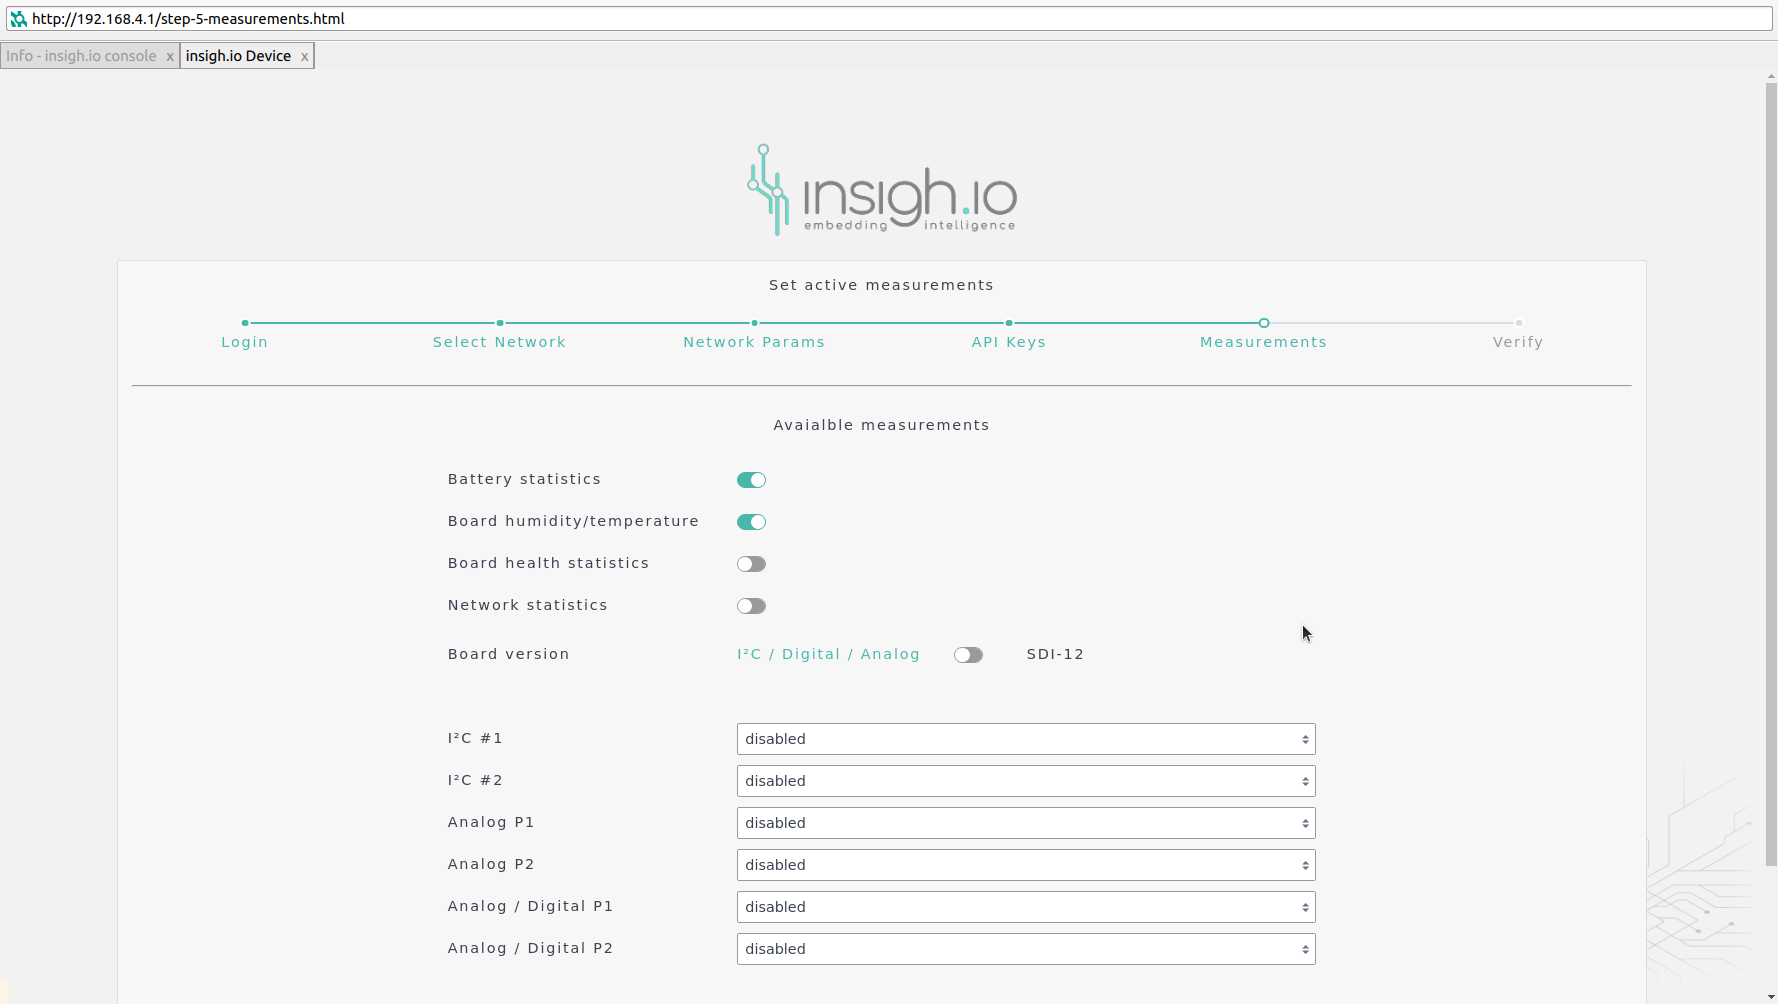 http://192.168.4.1/step-5-measurements.html
Info - insigh.io console x insigh.io Device x
insigh.io
embedding intelligence
Set active measurements
Login Select Network Network Params API Keys Measurements Verify
Avaialble measurements
Battery statistics
Board humidity/temperature
Board health statistics
Network statistics
Board version I²C / Digital / Analog SDI-12
I²C #1 disabled
I²C #2 disabled
Analog P1 disabled
Analog P2 disabled
Analog / Digital P1 disabled
Analog / Digital P2 disabled